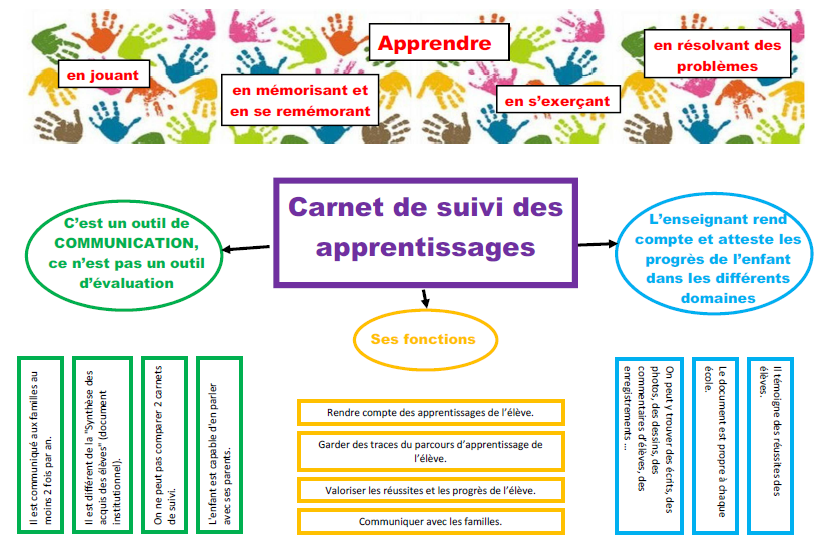 Apprendre
en jouant
en mémorisant et
en se remémorant
en s’exerçant
en résolvant des
problèmes
Carnet de suivi des
apprentissages
C’est un outil de
COMMUNICATION,
ce n’est pas un outil
d’évaluation
L’enseignant rend
compte et atteste les
progrès de l’enfant
dans les différents
domaines
Ses fonctions
Il est communiqué aux familles au
moins 2 fois par an.
Il est différent de la "Synthèse des
acquis des élèves" (document
institutionnel).
On ne peut pas comparer 2 carnets
de suivi.
L’enfant est capable d’en parler
avec ses parents.
Rendre compte des apprentissages de l’élève.
Garder des traces du parcours d’apprentissage de
l’élève.
Valoriser les réussites et les progrès de l’élève.
Communiquer avec les familles.
On peut y trouver des écrits, des
photos, des dessins, des
commentaires d’élèves, des
enregistrements …
Le document est propre à chaque
école.
Il témoigne des réussites des
élèves.